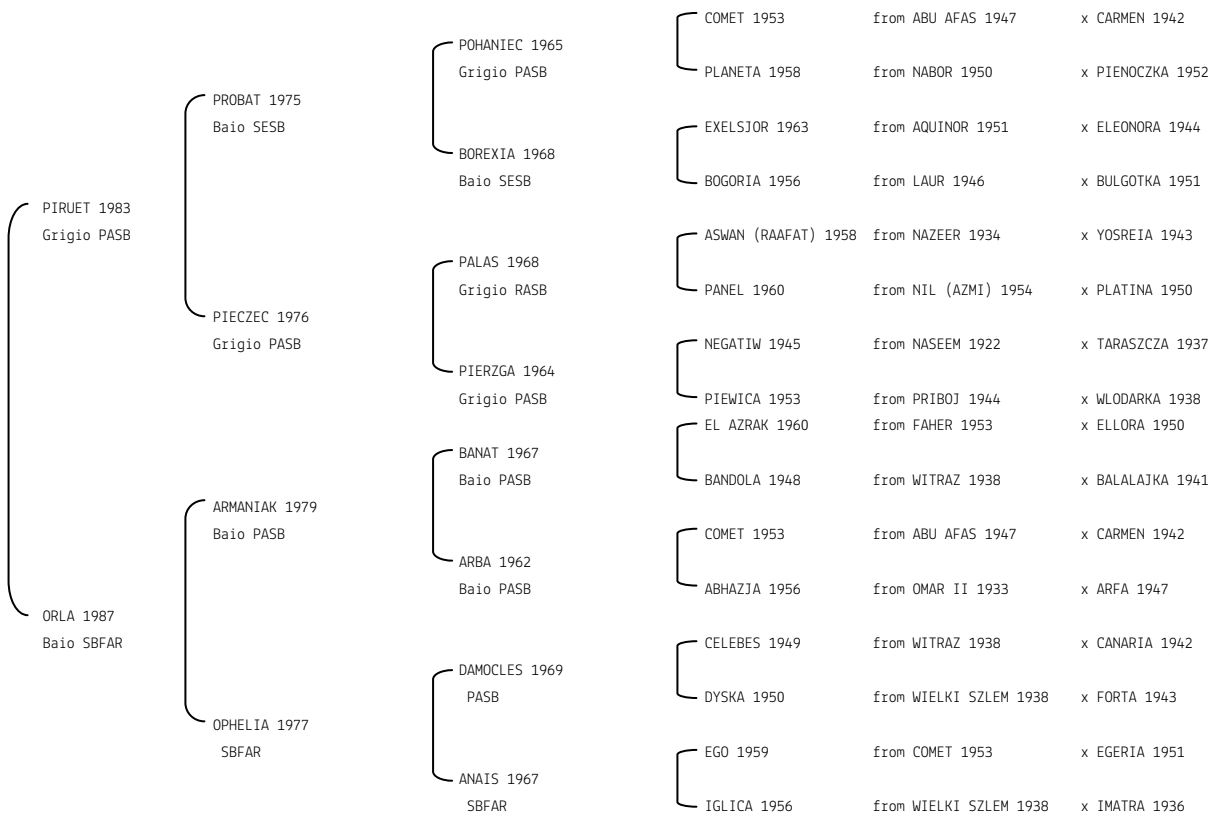 COMET 1953 from ABU AFAS 1947 x CARMEN 1942
POHANIEC 1965
Grigio PASB
PLANETA 1958 from NABOR 1950 x PIENOCZKA 1952
PROBAT 1975
Baio SESB
EXELSJOR 1963 from AQUINOR 1951 x ELEONORA 1944
BOREXIA 1968
Baio SESB
BOGORIA 1956 from LAUR 1946 x BULGOTKA 1951
PIRUET 1983
Grigio PASB
ASWAN (RAAFAT) 1958 from NAZEER 1934 x YOSREIA 1943
PALAS 1968
Grigio RASB
PANEL 1960 from NIL (AZMI) 1954 x PLATINA 1950
PIECZEC 1976
Grigio PASB
NEGATIW 1945 from NASEEM 1922 x TARASZCZA 1937
PIERZGA 1964
Grigio PASB
PIEWICA 1953 from PRIBOJ 1944 x WLODARKA 1938
EL AZRAK 1960 from FAHER 1953 x ELLORA 1950
BANAT 1967
Baio PASB
BANDOLA 1948 from WITRAZ 1938 x BALALAJKA 1941
ARMANIAK 1979
Baio PASB
COMET 1953 from ABU AFAS 1947 x CARMEN 1942
ARBA 1962
Baio PASB
ABHAZJA 1956 from OMAR II 1933 x ARFA 1947
ORLA 1987
Baio SBFAR
CELEBES 1949 from WITRAZ 1938 x CANARIA 1942
DAMOCLES 1969
PASB
DYSKA 1950 from WIELKI SZLEM 1938 x FORTA 1943
OPHELIA 1977
SBFAR
EGO 1959 from COMET 1953 x EGERIA 1951
ANAIS 1967
SBFAR
IGLICA 1956 from WIELKI SZLEM 1938 x IMATRA 1936